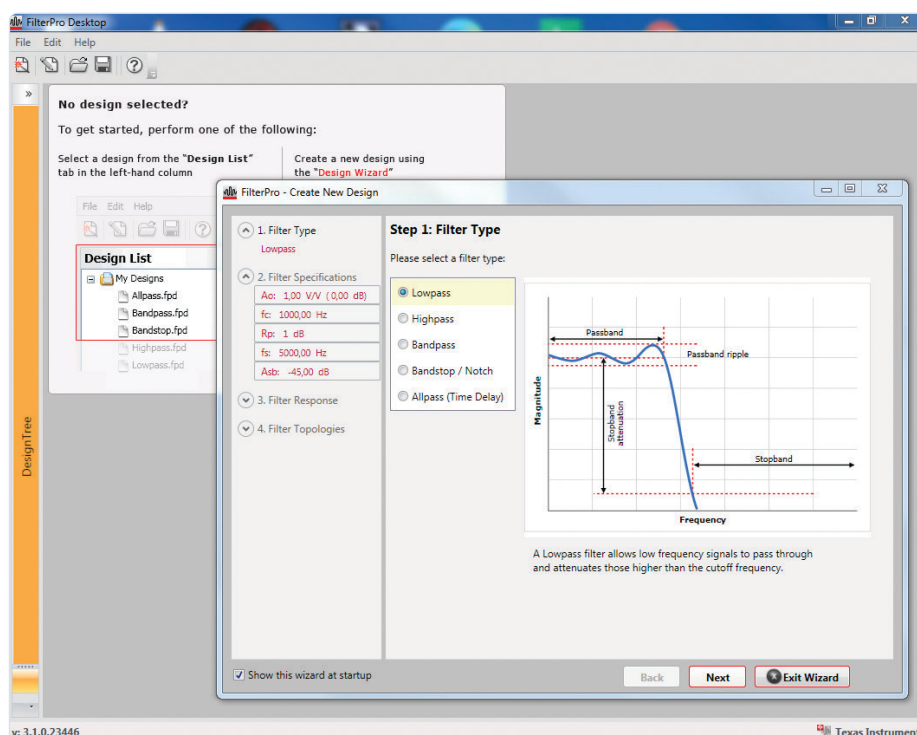 FilterPro Desktop
File Edit Help
»
No design selected?
To get started, perform one of the following:
Select a design from the "Design List"
tab in the left-hand column
Create a new design using
the "Design Wizard"
File Edit Help
Design List
My Designs
Allpass.fpd
Bandpass.fpd
Bandstop.fpd
Highpass.fpd
Lowpass.fpd
DesignTree
FilterPro - Create New Design
1. Filter Type
Lowpass
2. Filter Specifications
Ao: 1,00 V/V ( 0,00 dB)
fc: 1000,00 Hz
Rp: 1 dB
fs: 5000,00 Hz
Asb: -45,00 dB
3. Filter Response
4. Filter Topologies
Step 1: Filter Type
Please select a filter type:
Lowpass
Highpass
Bandpass
Bandstop / Notch
Allpass (Time Delay)
Passband
Passband ripple
Magnitude
Stopband
attenuation
Stopband
Frequency
A Lowpass filter allows low frequency signals to pass through
and attenuates those higher than the cutoff frequency.
Show this wizard at startup
Back
Next
Exit Wizard
v: 3.1.0.23446
Texas Instrument